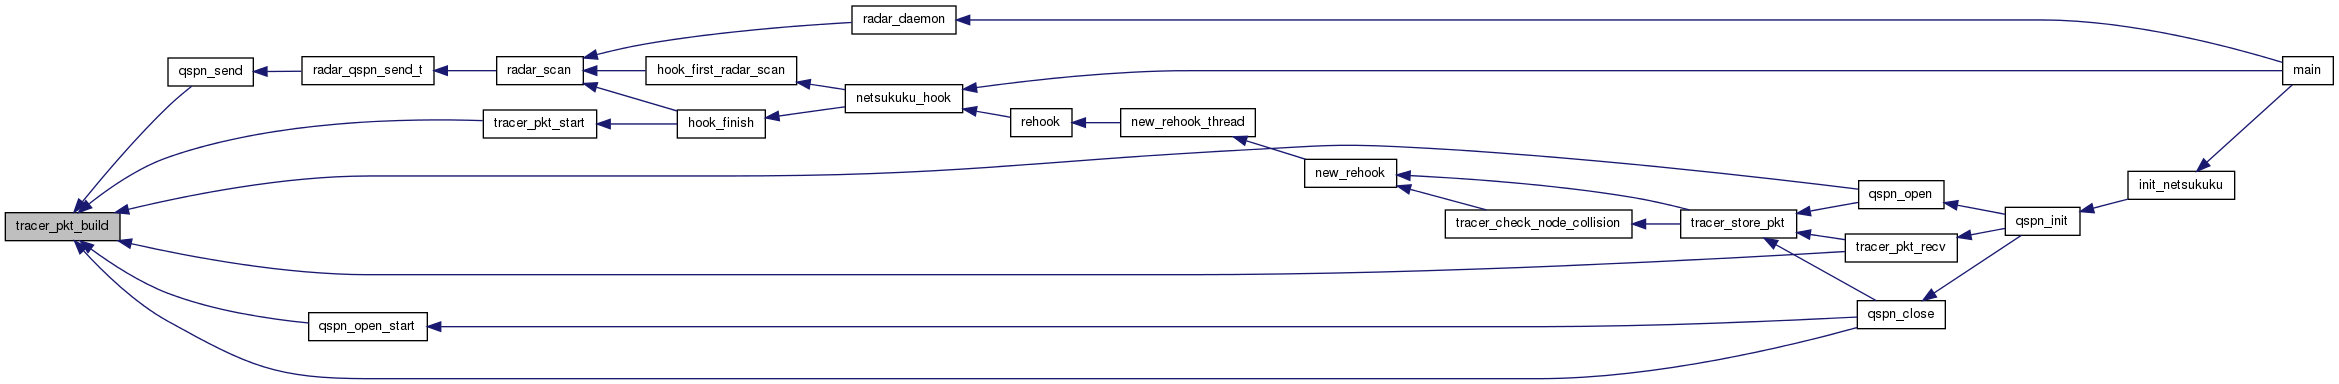 radar_daemon
qspn_send
radar_qspn_send_t
radar_scan
hook_first_radar_scan
main
netsukuku_hook
tracer_pkt_start
hook_finish
rehook
new_rehook_thread
new_rehook
init_netsukuku
qspn_open
tracer_check_node_collision
tracer_store_pkt
qspn_init
tracer_pkt_build
tracer_pkt_recv
qspn_open_start
qspn_close